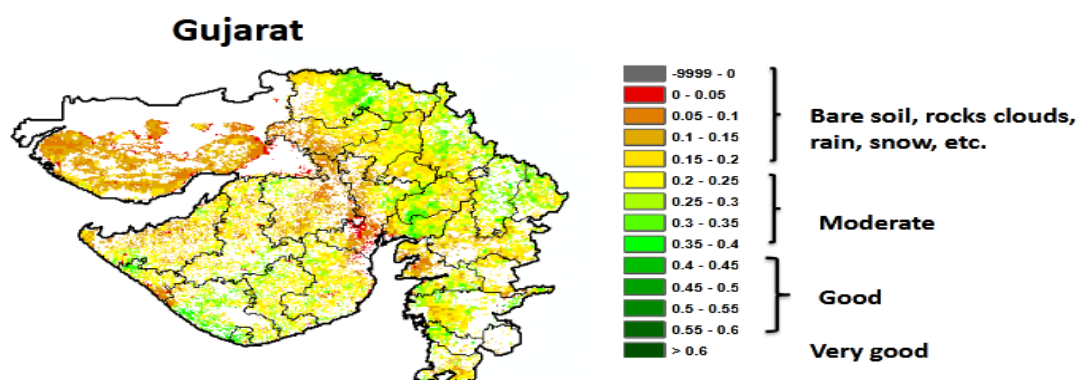 Gujarat
-9999 - 0
0 - 0.05
0.05 - 0.1
0.1 - 0.15
0.15 - 0.2
0.2 - 0.25
0.25 - 0.3
0.3 - 0.35
0.35 - 0.4
0.4 - 0.45
0.45 - 0.5
0.5 - 0.55
0.55 - 0.6
> 0.6
Bare soil, rocks clouds,
rain, snow, etc.
Moderate
Good
Very good